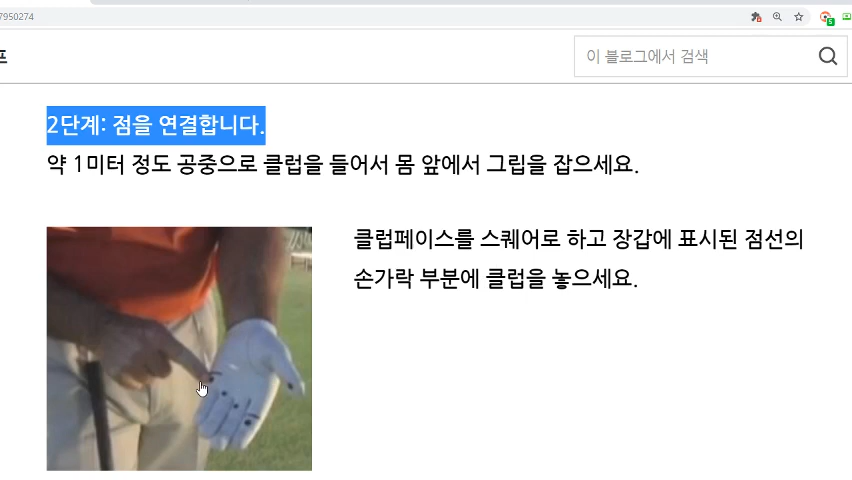 7950274
프
이 블로그에서 검색
2단계: 점을 연결합니다.
약 1미터 정도 공중으로 클럽을 들어서 몸 앞에서 그립을 잡으세요.
클럽페이스를 스퀘어로 하고 장갑에 표시된 점선의
손가락 부분에 클럽을 놓으세요.